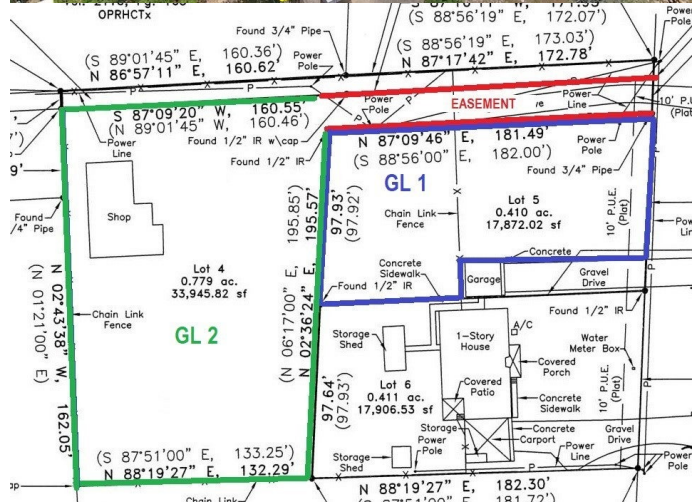 OPRHCTx
Found 3/4" Pipe
Power Pole
(S 89°01'45" E, 160.36')
N 86°57'11" E, 160.62'
Power Pole
(S 88°56'19" E, 172.07')
(S 88°56'19" E, 173.03')
N 87°17'42" E, 172.78'
Power Pole
P
S 87°09'20" W, 160.55'
(N 89°01'45" W, 160.46')
Power Line
Power Pole
EASEMENT
Power Line
10' P.U.E. (Plat)
Found 1/2" IR w\cap
Found 1/2" IR
N 87°09'46" E, 181.49'
(S 88°56'00" E, 182.00')
Power Pole
Found 3/4" Pipe
GL 1
Shop
Found
/4" Pipe
Lot 4
0.779 ac.
33,945.82 sf
GL 2
Chain Link
Fence
N 02°43'38" W, 162.05'
(N 01°21'00" E)
195.85')
195.57'
N 02°36'24" E,
(N 06°17'00" E,
97.93'
(97.92')
Chain Link
Fence
Lot 5
0.410 ac.
17,872.02 sf
10' P.U.E.
(Plat)
Concrete
Concrete
Sidewalk
Garage
Gravel
Drive
Found 1/2" IR
Found 1/2" IR
Storage
Shed
1-Story
House
A/C
Water
Meter Box
Covered
Porch
97.64'
(97.93')
Lot 6
0.411 ac.
17,906.53 sf
Covered
Patio
Concrete
Sidewalk
10' P.U.E.
(Plat)
Storage
Concrete
Carport
Gravel
Drive
Storage
Shed
Power
Pole
Power
Line
Power
Pole
(S 87°51'00" E, 133.25')
N 88°19'27" E, 132.29'
Chain Link
N 88°19'27" E, 182.30'
181.72')